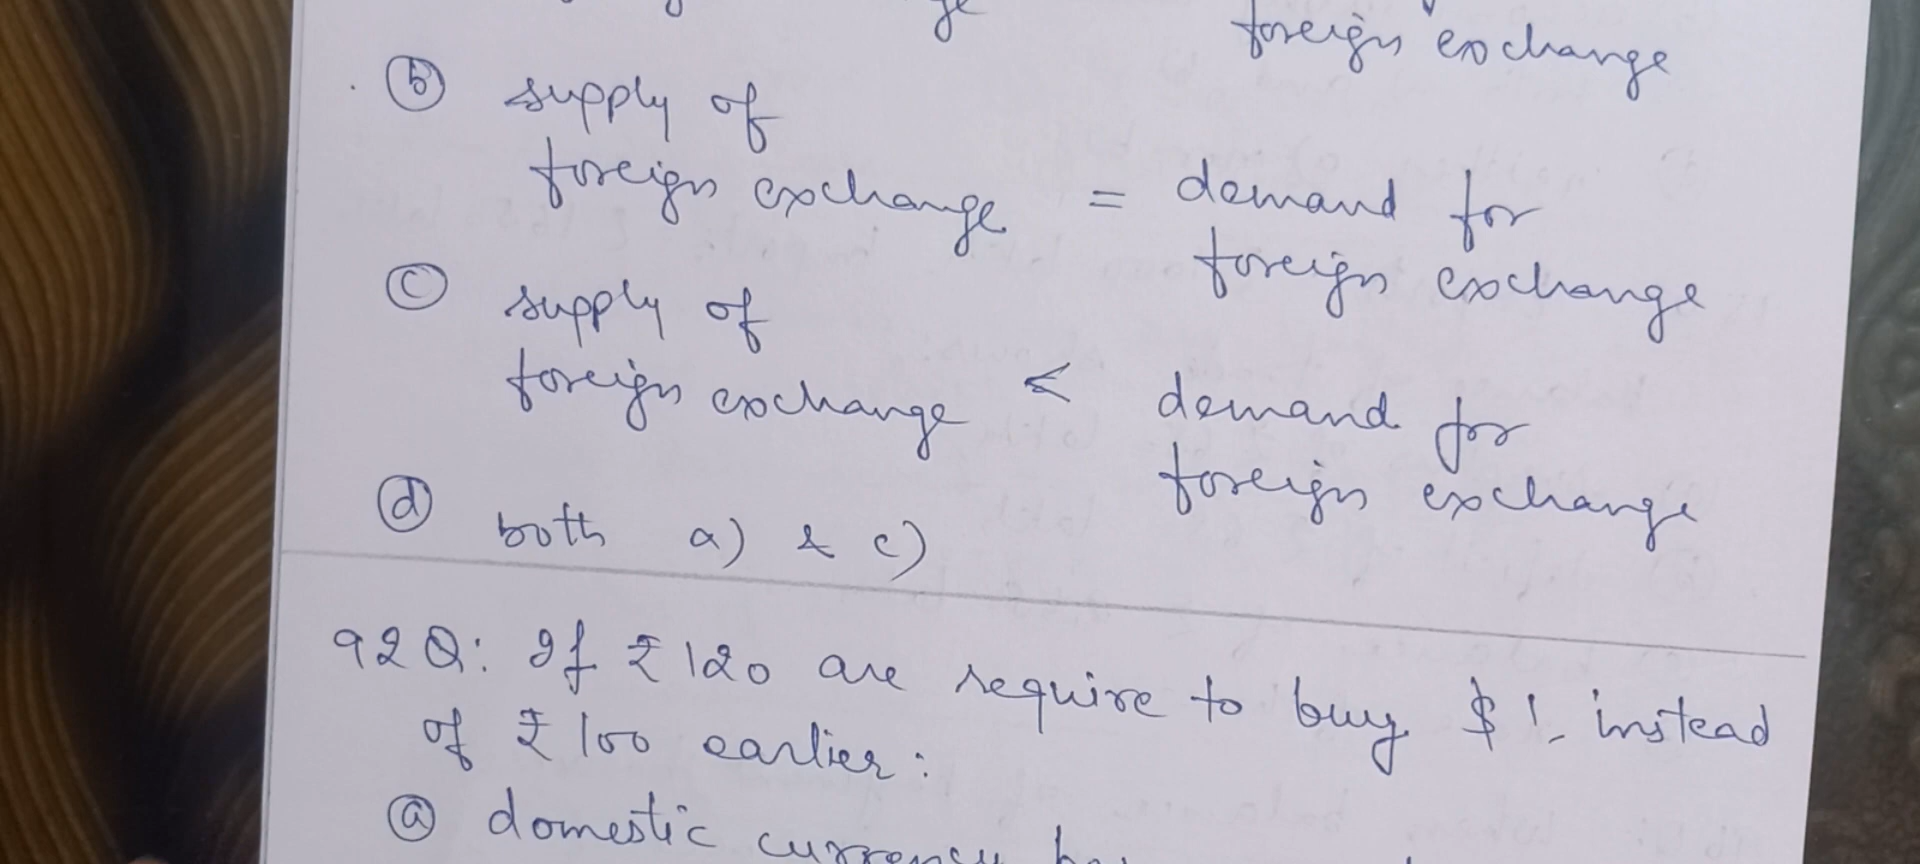 foreign exchange
(b) supply of
foreign exchange = demand for
foreign exchange
(c) supply of
foreign exchange < demand for
foreign exchange
(d) both a) & c)
92Q: If ₹120 are require to buy $1 instead
of ₹100 earlier:
(a) domestic currency